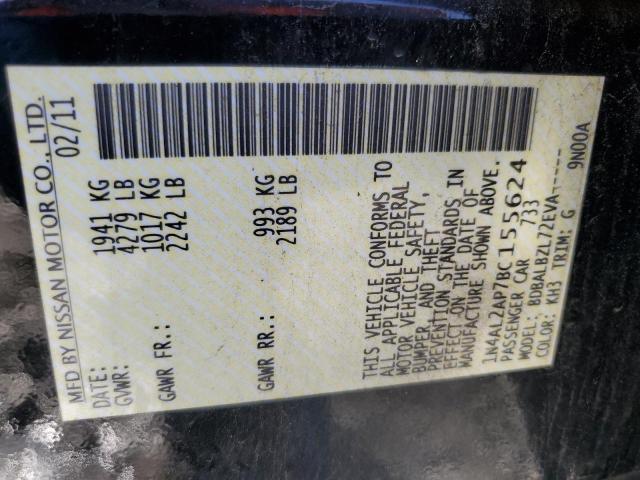 MFD BY NISSAN MOTOR CO., LTD.
DATE: 02/11
GVWR: 1941 KG
4279 LB
GAWR FR.: 1017 KG
2242 LB
GAWR RR.: 993 KG
2189 LB
THIS VEHICLE CONFORMS TO
ALL APPLICABLE FEDERAL
MOTOR VEHICLE SAFETY,
BUMPER, AND THEFT
PREVENTION STANDARDS IN
EFFECT ON THE DATE OF
MANUFACTURE SHOWN ABOVE.
1N4AL2AP7BC155624
PASSENGER CAR 733
MODEL: BDBALBZL72EVA
COLOR: KH3 TRIM: G 9N00A